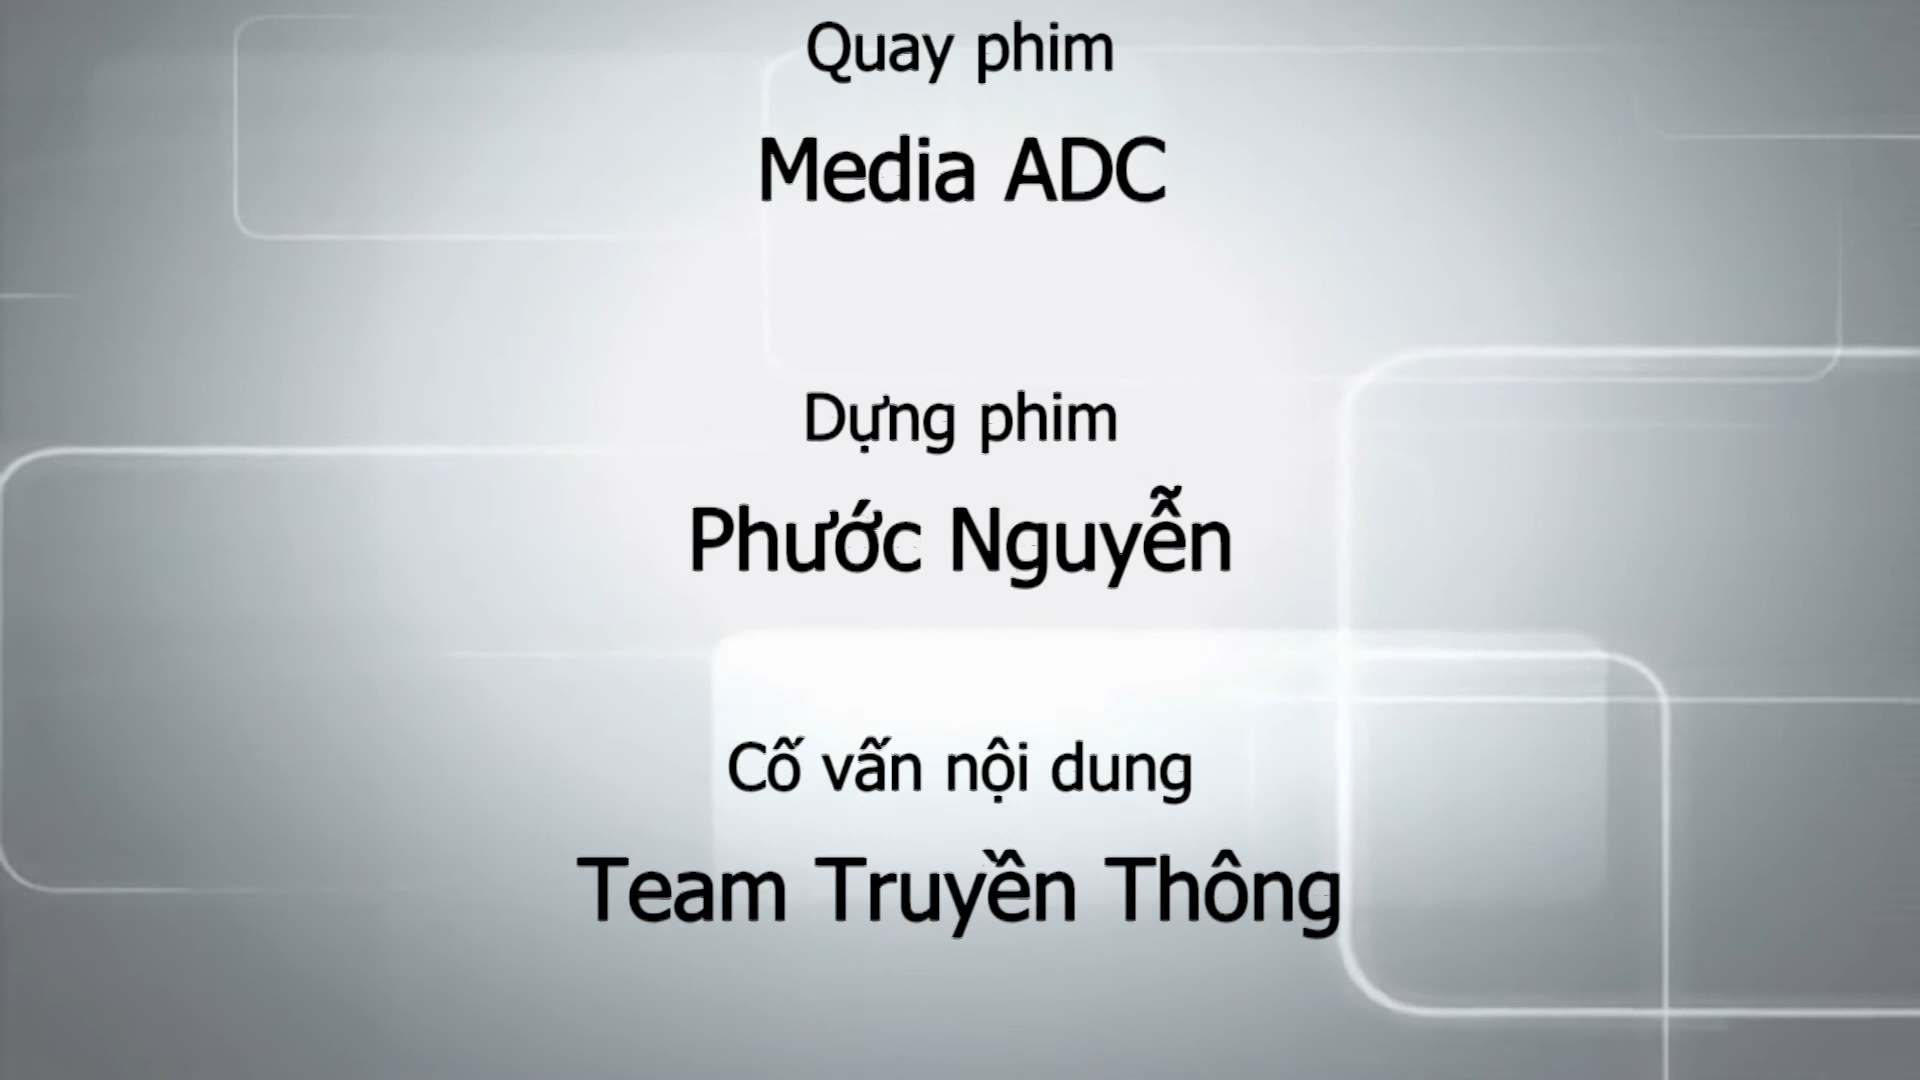 Quay phim
Media ADC
Dựng phim
Phước Nguyễn
Cố vấn nội dung
Team Truyền Thông